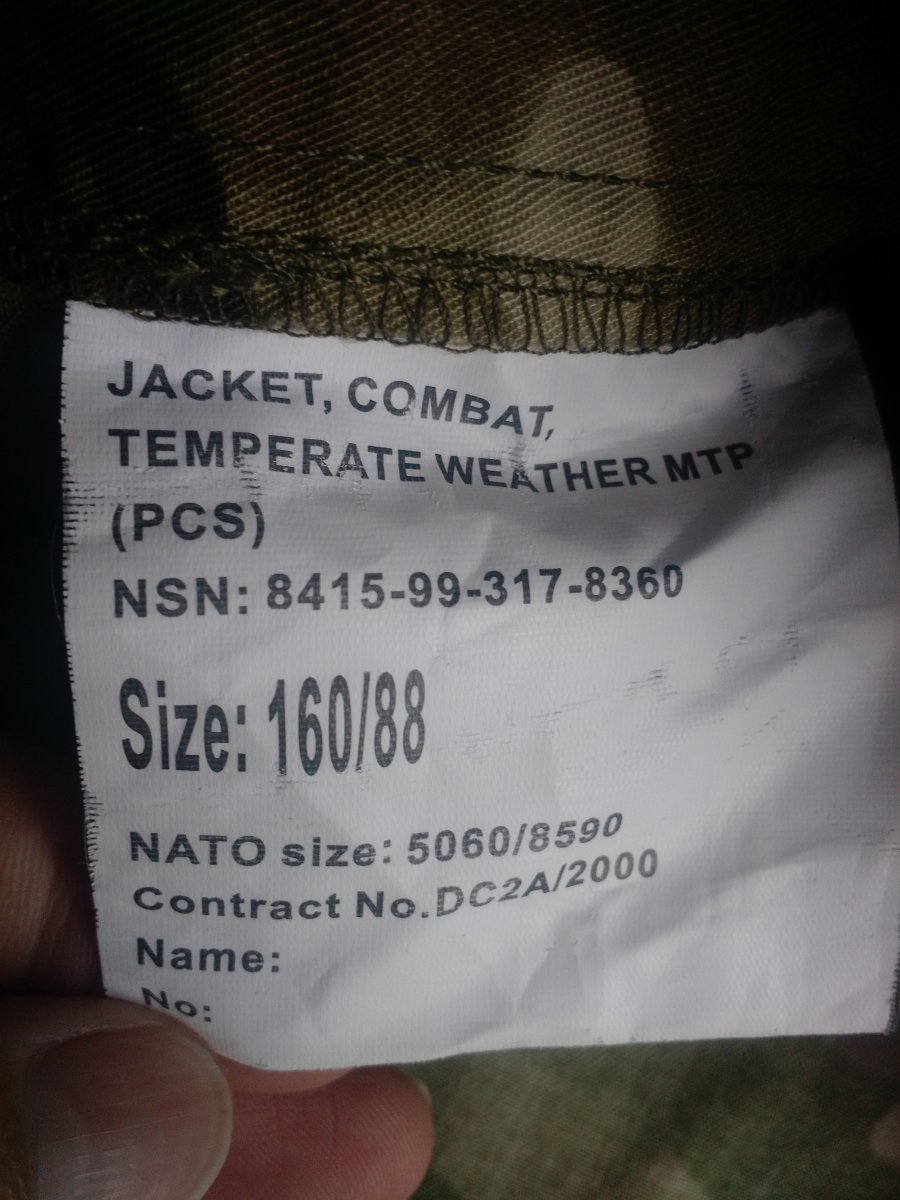 JACKET, COMBAT,
TEMPERATE WEATHER MTP
(PCS)
NSN: 8415-99-317-8360
Size: 160/88
NATO size: 5060/8590
Contract No.DC2A/2000
Name:
No: